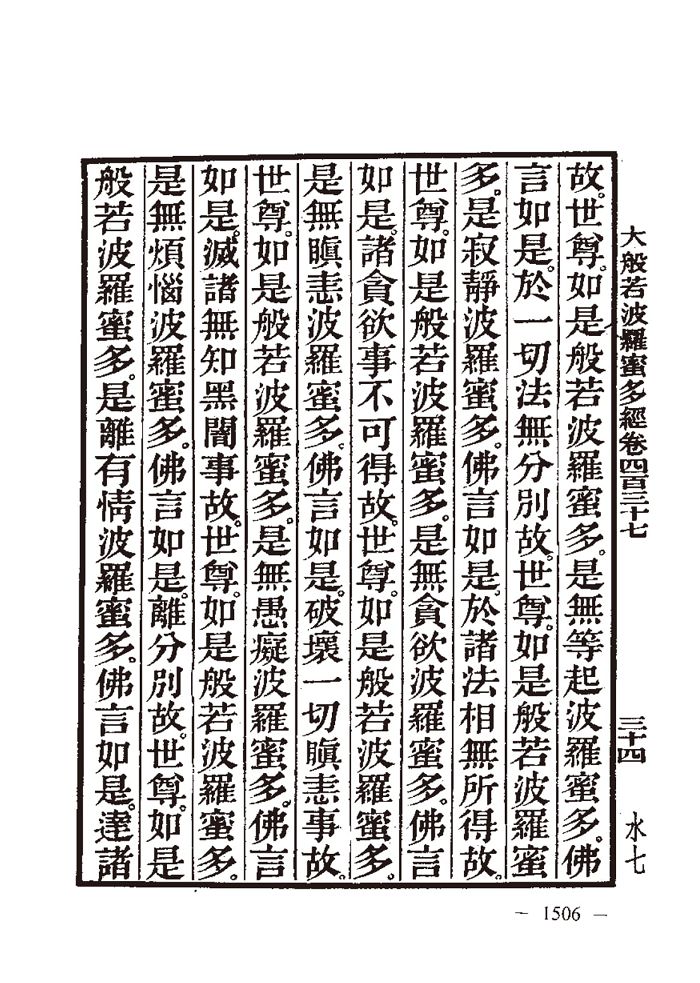 大般若波羅蜜多經卷四百三十七　三十四　水七
故。世尊。如是般若波羅蜜多。是無等起波羅蜜多。佛
言如是。於一切法無分別故。世尊。如是般若波羅蜜
多。是寂靜波羅蜜多。佛言如是。於諸法相無所得故。
世尊。如是般若波羅蜜多。是無貪欲波羅蜜多。佛言
如是。諸貪欲事不可得故。世尊。如是般若波羅蜜多。
是無瞋恚波羅蜜多。佛言如是。破壞一切瞋恚事故。
世尊。如是般若波羅蜜多。是無愚癡波羅蜜多。佛言
如是。滅諸無知黑闇事故。世尊。如是般若波羅蜜多。
是無煩惱波羅蜜多。佛言如是。離分別故。世尊。如是
般若波羅蜜多。是離有情波羅蜜多。佛言如是。達諸
— 1506 —